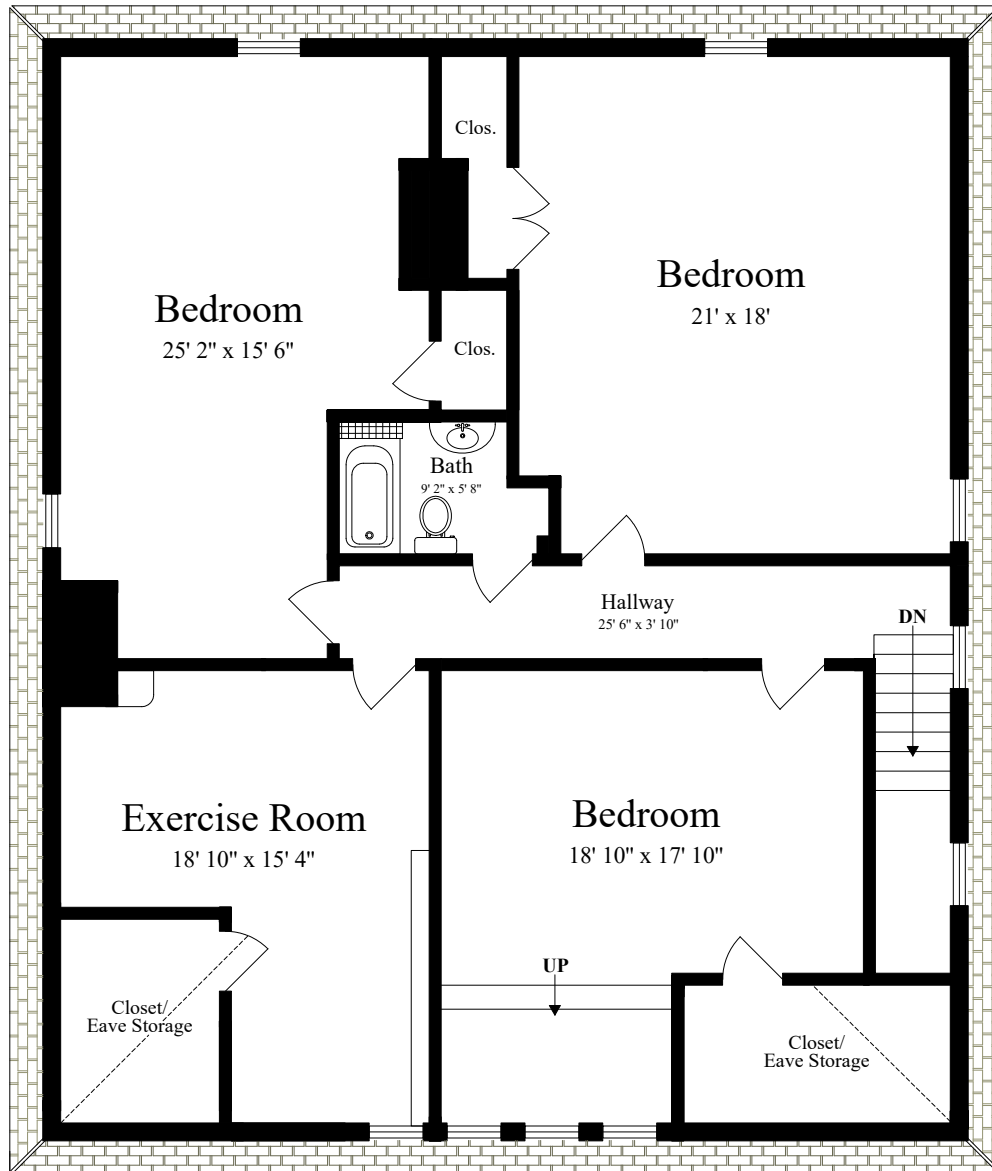 Clos.
Bedroom
21' x 18'
Bedroom
25' 2" x 15' 6"
Clos.
Bath
9' 2" x 5' 8"
Hallway
25' 6" x 3' 10"
DN
Exercise Room
18' 10" x 15' 4"
Bedroom
18' 10" x 17' 10"
UP
Closet/
Eave Storage
Closet/
Eave Storage